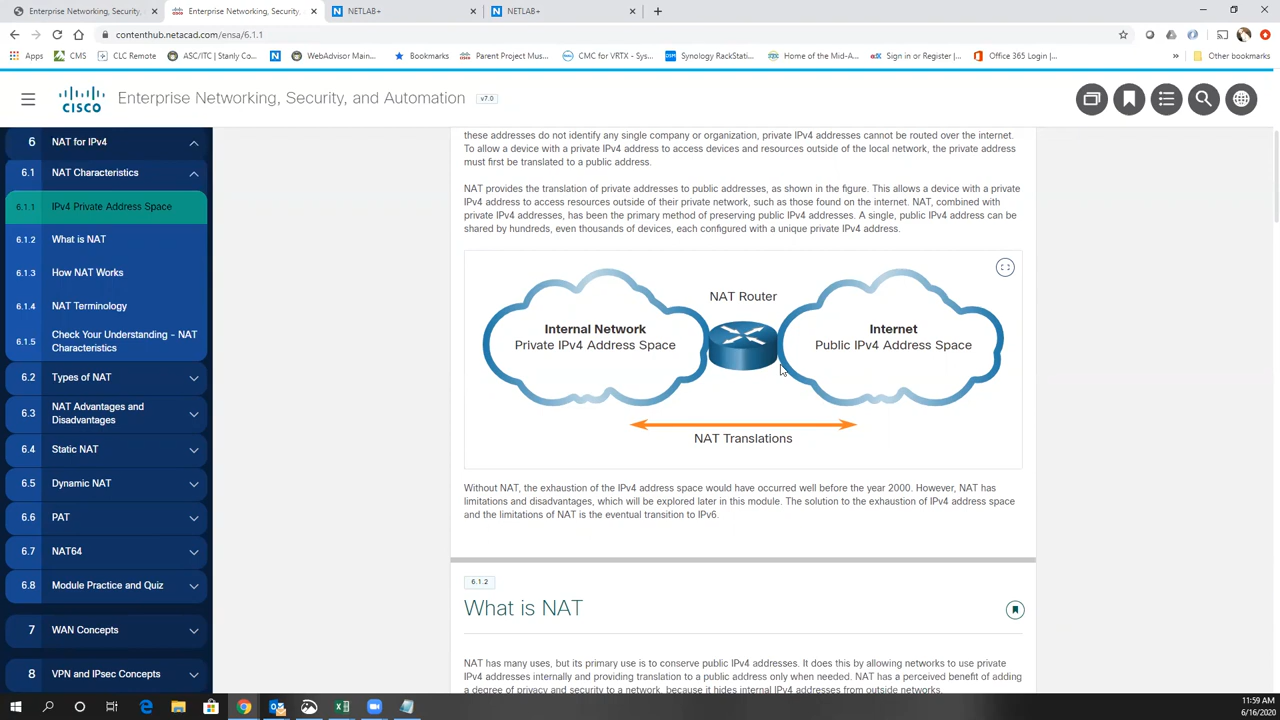 Enterprise Networking, Security,
Enterprise Networking, Security,
NETLAB+
NETLAB+
contenthub.netacad.com/ensa/6.1.1
Apps
CMS
CLC Remote
ASC/ITC | Stanly Co...
WebAdvisor Main...
Bookmarks
Parent Project Mus...
CMC for VRTX - Sy...
Synology RackStati...
Home of the Mid-A...
Sign in or Register |...
Office 365 Login |...
»
Other bookmarks
CISCO
Enterprise Networking, Security, and Automation
v7.0
6 NAT for IPv4
6.1 NAT Characteristics
6.1.1 IPv4 Private Address Space
6.1.2 What is NAT
6.1.3 How NAT Works
6.1.4 NAT Terminology
6.1.5 Check Your Understanding - NAT
Characteristics
6.2 Types of NAT
6.3 NAT Advantages and
Disadvantages
6.4 Static NAT
6.5 Dynamic NAT
6.6 PAT
6.7 NAT64
6.8 Module Practice and Quiz
7 WAN Concepts
8 VPN and IPsec Concepts
these addresses do not identify any single company or organization, private IPv4 addresses cannot be routed over the internet.
To allow a device with a private IPv4 address to access devices and resources outside of the local network, the private address
must first be translated to a public address.
NAT provides the translation of private addresses to public addresses, as shown in the figure. This allows a device with a private
IPv4 address to access resources outside of their private network, such as those found on the internet. NAT, combined with
private IPv4 addresses, has been the primary method of preserving public IPv4 addresses. A single, public IPv4 address can be
shared by hundreds, even thousands of devices, each configured with a unique private IPv4 address.
NAT Router
Internal Network
Private IPv4 Address Space
Internet
Public IPv4 Address Space
NAT Translations
Without NAT, the exhaustion of the IPv4 address space would have occurred well before the year 2000. However, NAT has
limitations and disadvantages, which will be explored later in this module. The solution to the exhaustion of IPv4 address space
and the limitations of NAT is the eventual transition to IPv6.
6.1.2
What is NAT
NAT has many uses, but its primary use is to conserve public IPv4 addresses. It does this by allowing networks to use private
IPv4 addresses internally and providing translation to a public address only when needed. NAT has a perceived benefit of adding
a degree of privacy and security to a network, because it hides internal IPv4 addresses from outside networks.
11:59 AM
6/16/2020